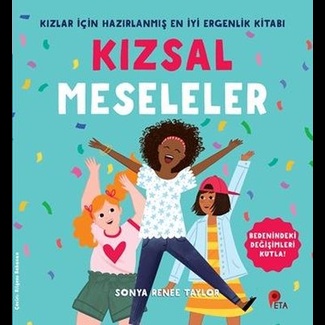 KIZLAR İÇİN HAZIRLANMIŞ EN İYİ ERGENLİK KİTABI
KIZSAL
MESELELER
BEDENİNDEKİ
DEĞİŞİMLERİ
KUTLA!
SONYA RENEE TAYLOR
PETA